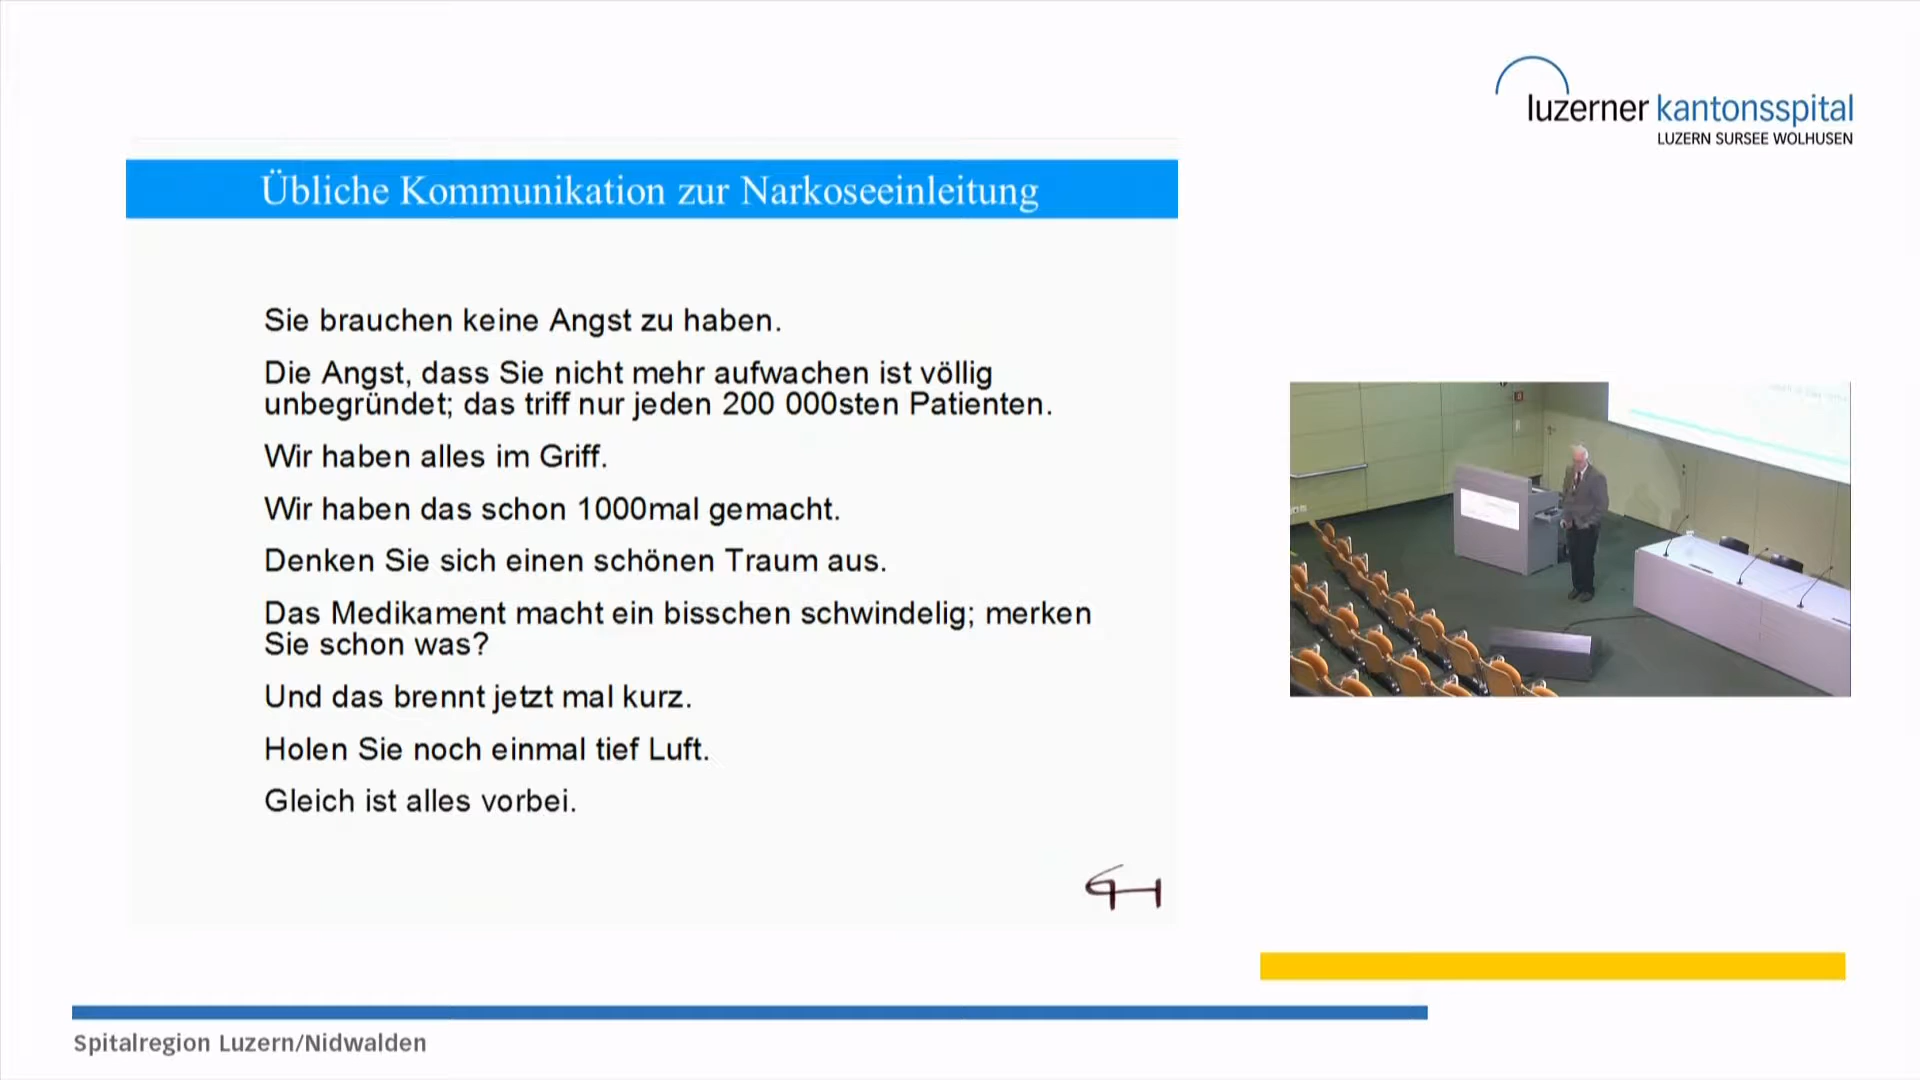 luzerner kantonsspital
LUZERN SURSEE WOLHUSEN
Übliche Kommunikation zur Narkoseeinleitung
Sie brauchen keine Angst zu haben.
Die Angst, dass Sie nicht mehr aufwachen ist völlig
unbegründet; das triff nur jeden 200 000sten Patienten.
Wir haben alles im Griff.
Wir haben das schon 1000mal gemacht.
Denken Sie sich einen schönen Traum aus.
Das Medikament macht ein bisschen schwindelig; merken
Sie schon was?
Und das brennt jetzt mal kurz.
Holen Sie noch einmal tief Luft.
Gleich ist alles vorbei.
Spitalregion Luzern/Nidwalden